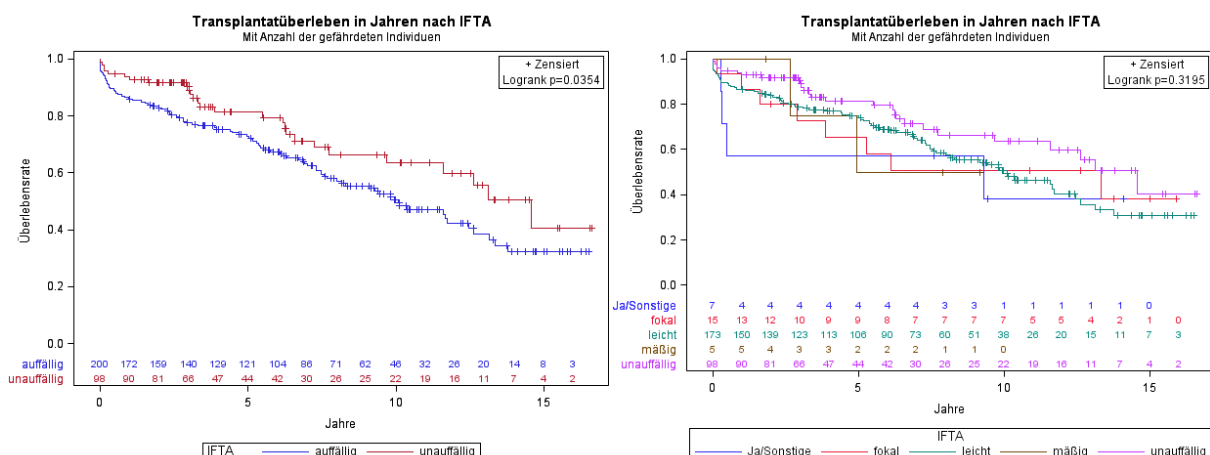 Transplantatüberleben in Jahren nach IFTA
Mit Anzahl der gefährdeten Individuen
+ Zensiert
Logrank p=0.0354
Überlebensrate
1.0
0.8
0.6
0.4
0.2
0.0
auffällig 200 172 159 140 129 121 104 86 71 62 46 32 26 20 14 8 3
unauffällig 98 90 81 66 47 44 42 30 26 25 22 19 16 11 7 4 2
0 5 10 15
Jahre
IFTA auffällig unauffällig
Transplantatüberleben in Jahren nach IFTA
Mit Anzahl der gefährdeten Individuen
+ Zensiert
Logrank p=0.3195
Überlebensrate
1.0
0.8
0.6
0.4
0.2
0.0
Ja/Sonstige 7 4 4 4 4 4 4 4 3 3 1 1 1 1 1 0
fokal 15 13 12 10 9 9 8 7 7 7 7 5 5 4 2 1 0
leicht 173 150 139 123 113 106 90 73 60 51 38 26 20 15 11 7 3
mäßig 5 5 4 3 3 2 2 2 1 1 0
unauffällig 98 90 81 66 47 44 42 30 26 25 22 19 16 11 7 4 2
0 5 10 15
Jahre
IFTA
Ja/Sonstige fokal leicht mäßig unauffällig